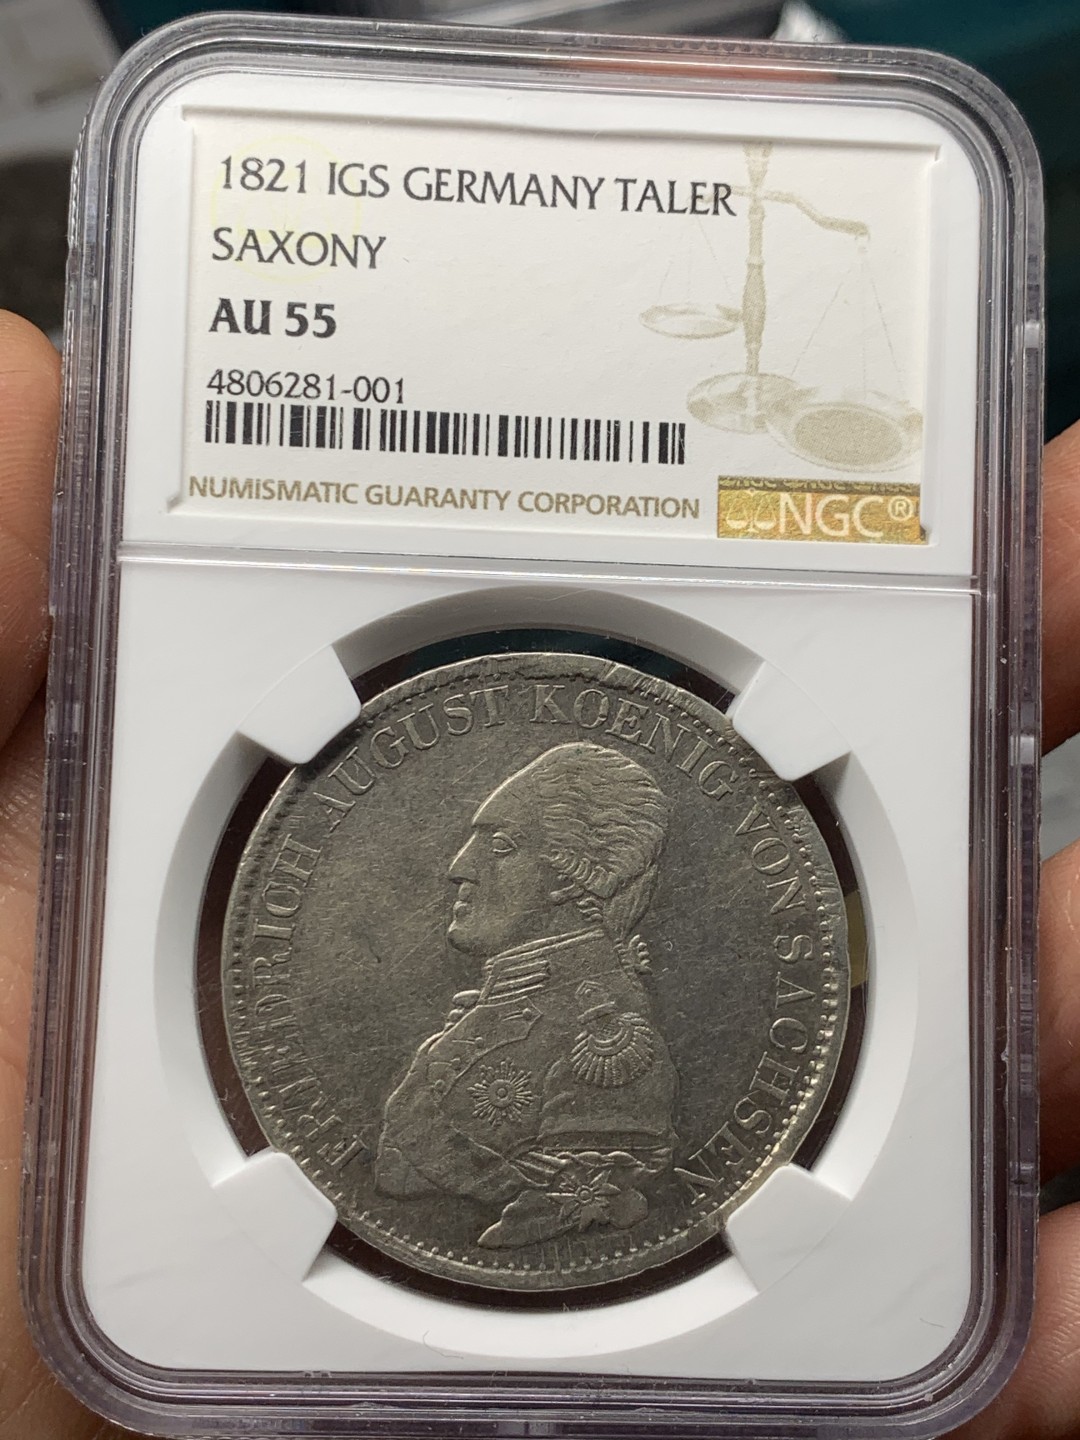 1821 IGS GERMANY TALER
SAXONY
AU 55
4806281-001
NUMISMATIC GUARANTY CORPORATION
NGC®
FRIEDRICH AUGUST KOENIG VON SACHSEN